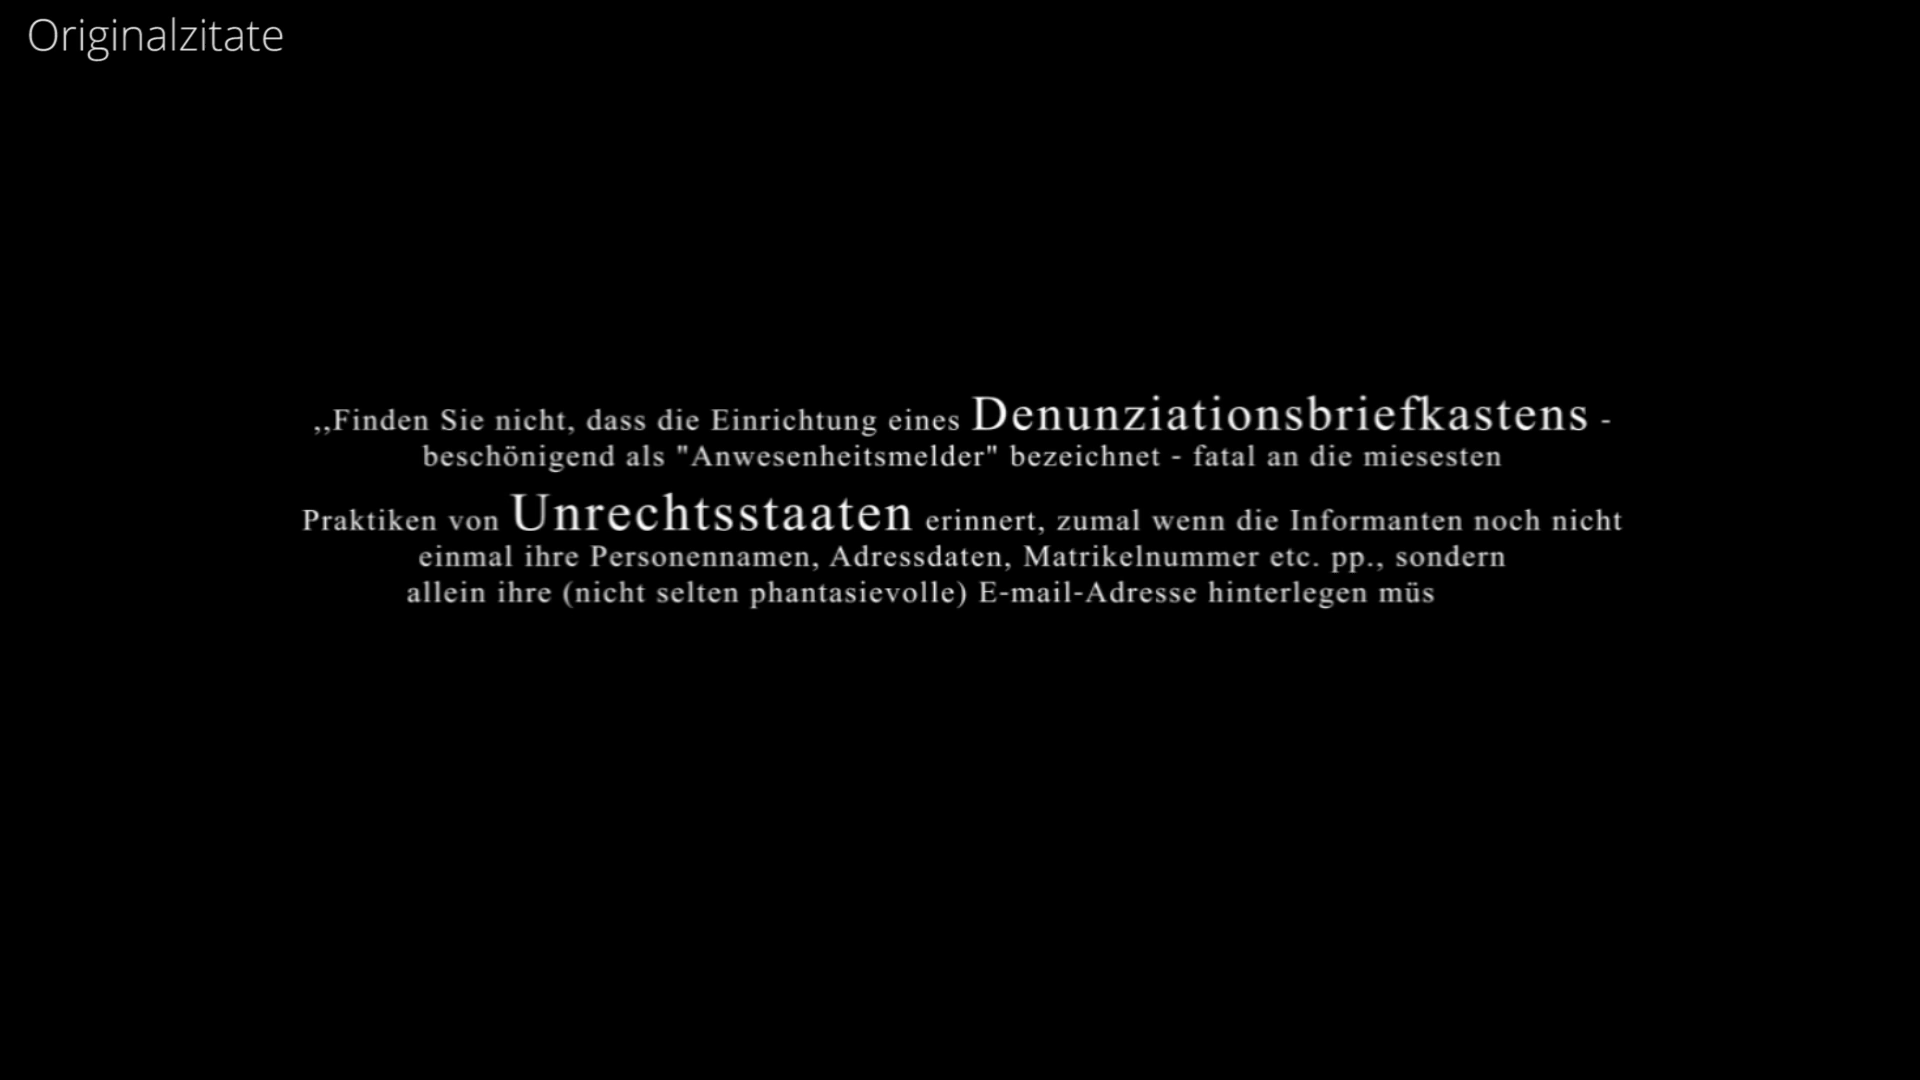 Originalzitate
,,Finden Sie nicht, dass die Einrichtung eines Denunziationsbriefkastens -
beschönigend als "Anwesenheitsmelder" bezeichnet - fatal an die miesesten
Praktiken von Unrechtsstaaten erinnert, zumal wenn die Informanten noch nicht
einmal ihre Personennamen, Adressdaten, Matrikelnummer etc. pp., sondern
allein ihre (nicht selten phantasievolle) E-mail-Adresse hinterlegen müs